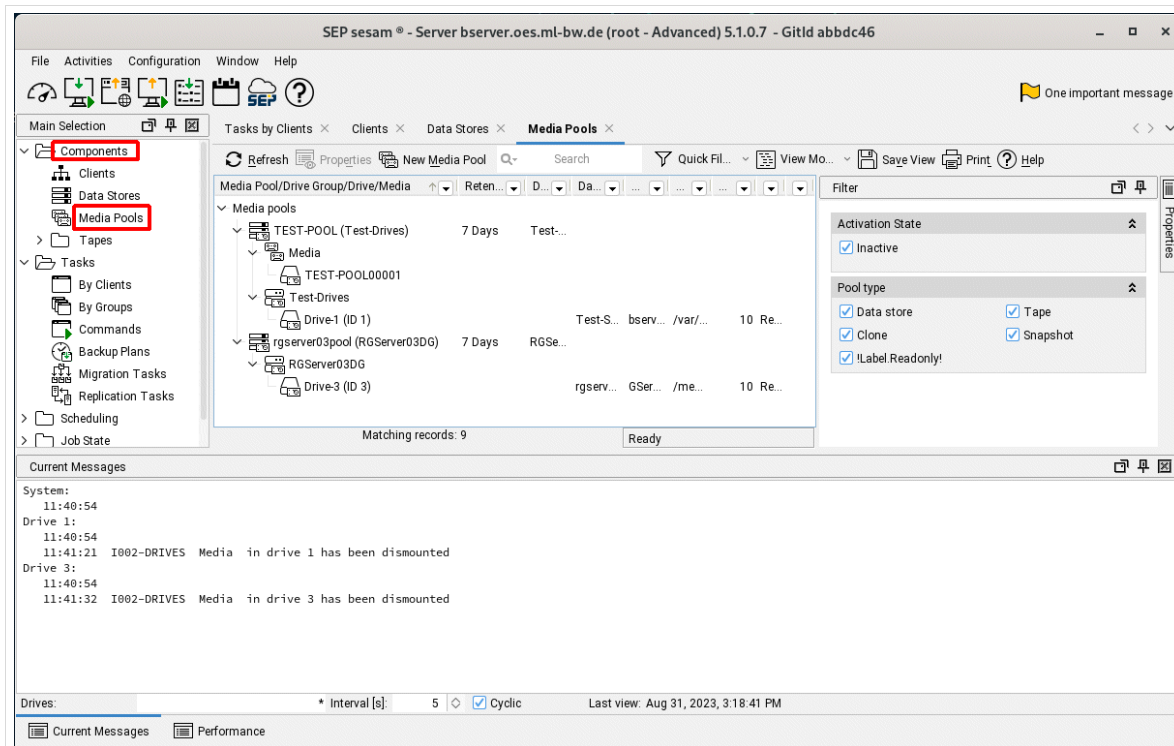 SEP sesam ® - Server bserver.oes.ml-bw.de (root - Advanced) 5.1.0.7 - GitId abbdc46
File Activities Configuration Window Help
SEP
One important message
Main Selection
Tasks by Clients Clients Data Stores Media Pools
Components
Clients
Data Stores
Media Pools
Tapes
Tasks
By Clients
By Groups
Commands
Backup Plans
Migration Tasks
Replication Tasks
Scheduling
Job State
Refresh Properties New Media Pool Search Quick Fil... View Mo... Save View Print Help
Media Pool/Drive Group/Drive/Media Reten... D... Da... ... ... ...
Media pools
TEST-POOL (Test-Drives) 7 Days Test-...
Media
TEST-POOL00001
Test-Drives
Drive-1 (ID 1) Test-S... bserv... /var/... 10 Re...
rgserver03pool (RGServer03DG) 7 Days RGSe...
RGServer03DG
Drive-3 (ID 3) rgserv... GSer... /me... 10 Re...
Matching records: 9
Ready
Filter
Activation State
Inactive
Pool type
Data store Tape
Clone Snapshot
!Label.Readonly!
Properties
Current Messages
System:
11:40:54
Drive 1:
11:40:54
11:41:21 I002-DRIVES Media in drive 1 has been dismounted
Drive 3:
11:40:54
11:41:32 I002-DRIVES Media in drive 3 has been dismounted
Drives: * Interval [s]: 5 Cyclic Last view: Aug 31, 2023, 3:18:41 PM
Current Messages Performance